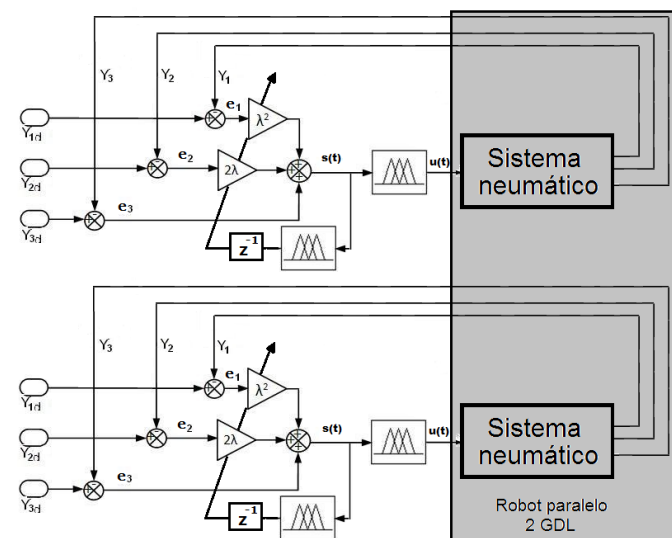 Y3
Y2
Y1
Y1d
e1
λ²
Sistema
neumático
Y2d
e2
2λ
s(t)
u(t)
Y3d
e3
z⁻¹
Y3
Y2
Y1
Y1d
e1
λ²
Sistema
neumático
Y2d
e2
2λ
s(t)
u(t)
Y3d
e3
z⁻¹
Robot paralelo
2 GDL